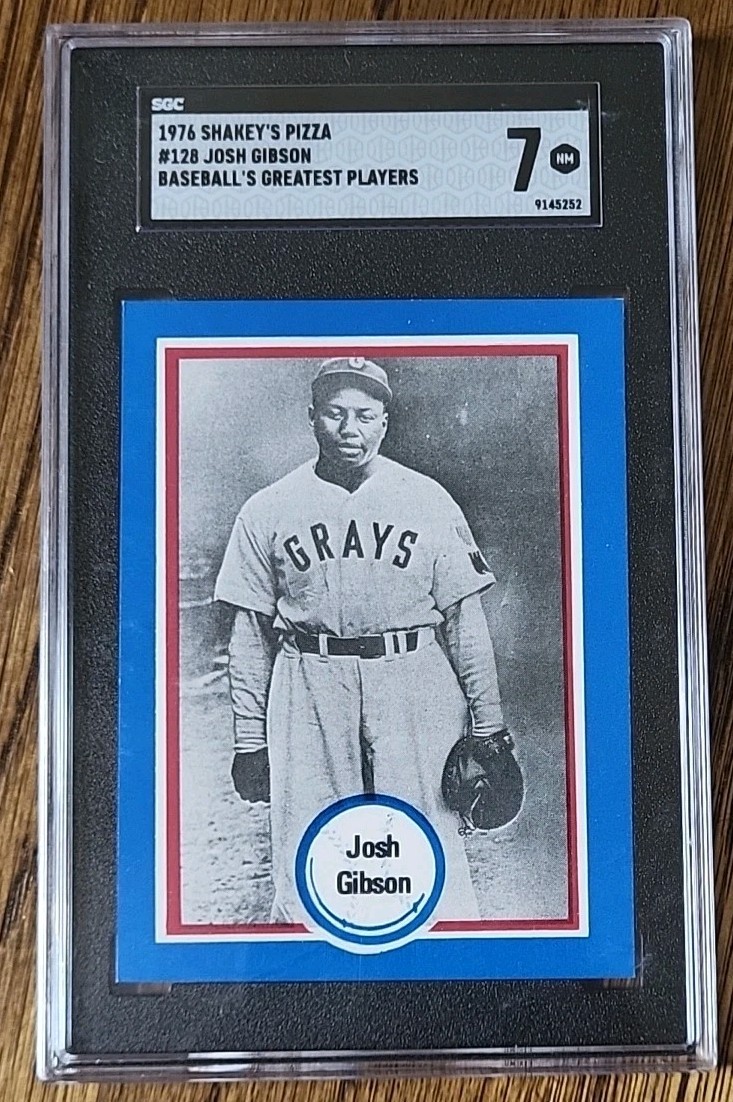 SGC
1976 SHAKEY'S PIZZA
#128 JOSH GIBSON
BASEBALL'S GREATEST PLAYERS
7 NM
9145252
G
GRAYS
Josh
Gibson